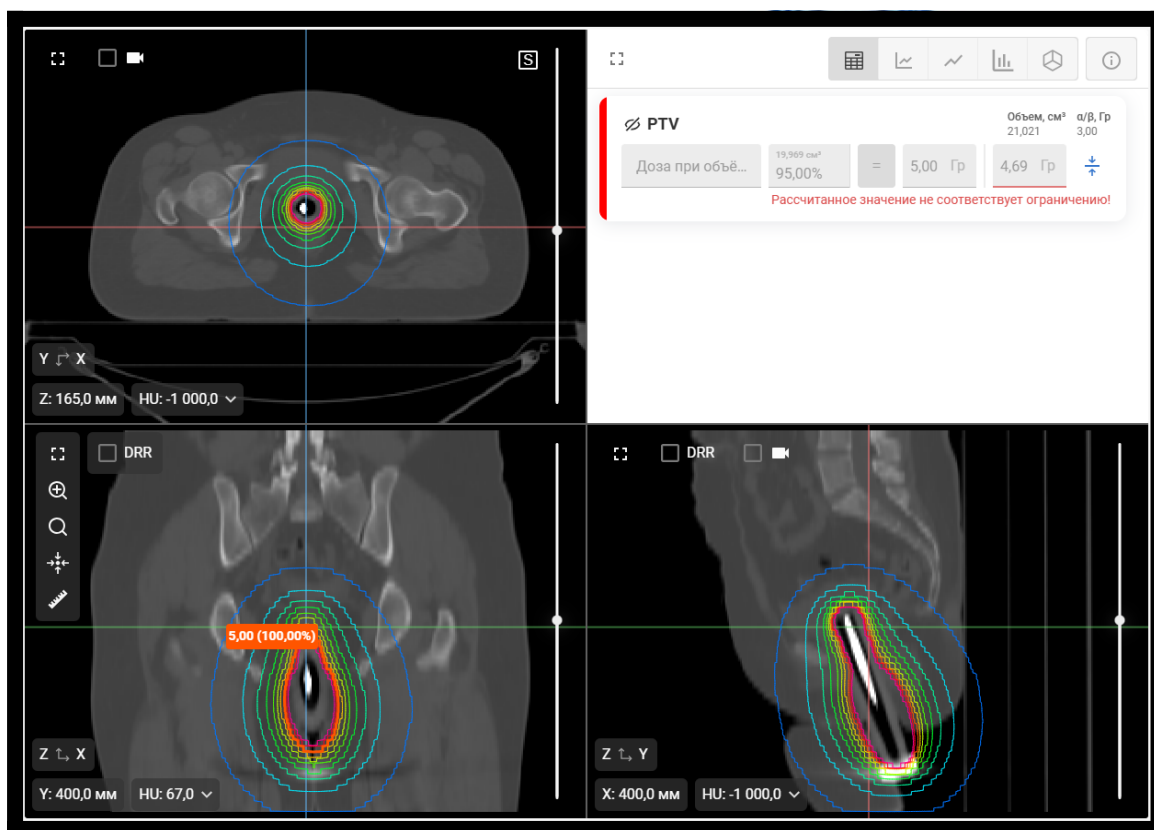 S
PTV
Объем, см³ α/β, Гр
21,021 3,00
Доза при объё... 19,969 см³ 95,00% = 5,00 Гр 4,69 Гр
Рассчитанное значение не соответствует ограничению!
Y X
Z: 165,0 мм HU: -1 000,0
DRR
5,00 (100,00%)
Z X
Y: 400,0 мм HU: 67,0
DRR
Z Y
X: 400,0 мм HU: -1 000,0